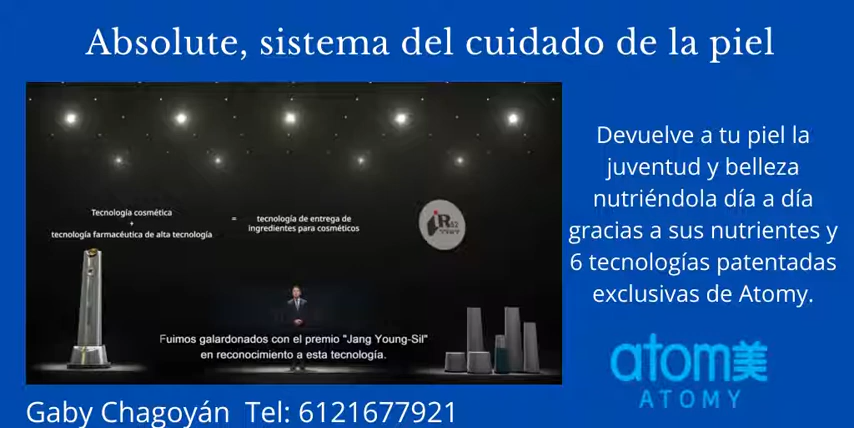 Absolute, sistema del cuidado de la piel
Tecnología cosmética
+
tecnología farmacéutica de alta tecnología
=
tecnología de entrega de
ingredientes para cosméticos
Fuimos galardonados con el premio "Jang Young-Sil"
en reconocimiento a esta tecnología.
Devuelve a tu piel la
juventud y belleza
nutriéndola día a día
gracias a sus nutrientes y
6 tecnologías patentadas
exclusivas de Atomy.
atom美
ATOMY
Gaby Chagoyán Tel: 6121677921